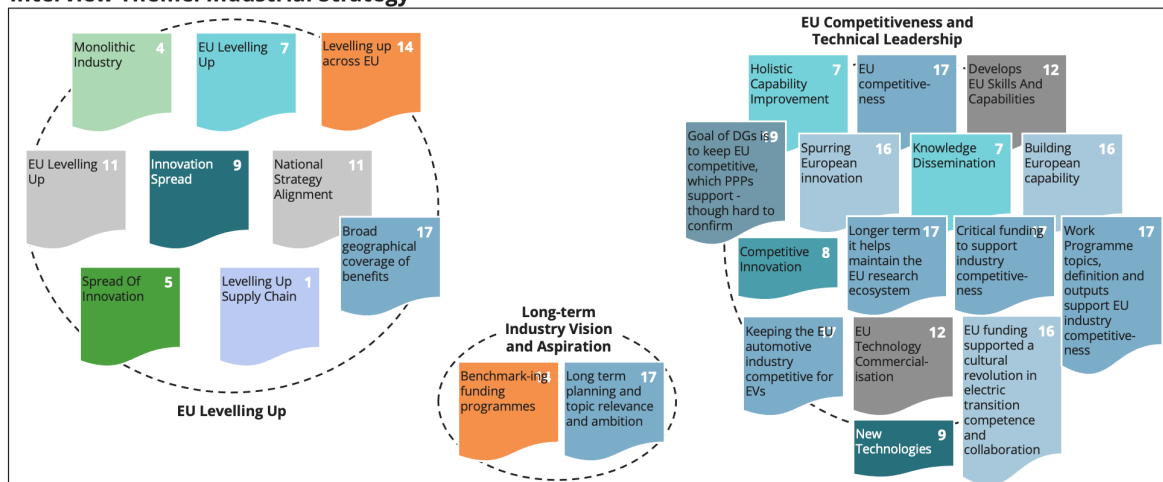 Interview Theme: Industrial Strategy
Monolithic 4
Industry
EU Levelling 7
Up
Levelling up 14
across EU
EU Levelling 11
Up
Innovation 9
Spread
National 11
Strategy
Alignment
Broad 17
geographical
coverage of
benefits
Spread Of 5
Innovation
Levelling Up 1
Supply Chain
EU Levelling Up
Long-term
Industry Vision
and Aspiration
Benchmark-ing 14
funding
programmes
Long term 17
planning and
topic relevance
and ambition
EU Competitiveness and
Technical Leadership
Holistic 7
Capability
Improvement
EU 17
competitive-
ness
Develops 12
EU Skills And
Capabilities
Goal of DGs is
to keep EU
competitive,
which PPPs
support -
though hard to
confirm
Spurring 16
European
innovation
Knowledge 7
Dissemination
Building 16
European
capability
Competitive 8
Innovation
Longer term 17
it helps
maintain the
EU research
ecosystem
Critical funding 17
to support
industry
competitive-
ness
Work 17
Programme
topics,
definition and
outputs
support EU
industry
competitive-
ness
Keeping the EU 17
automotive
industry
competitive for
EVs
EU 12
Technology
Commercial-
isation
EU funding 16
supported a
cultural
revolution in
electric
transition
competence
and
collaboration
New 9
Technologies